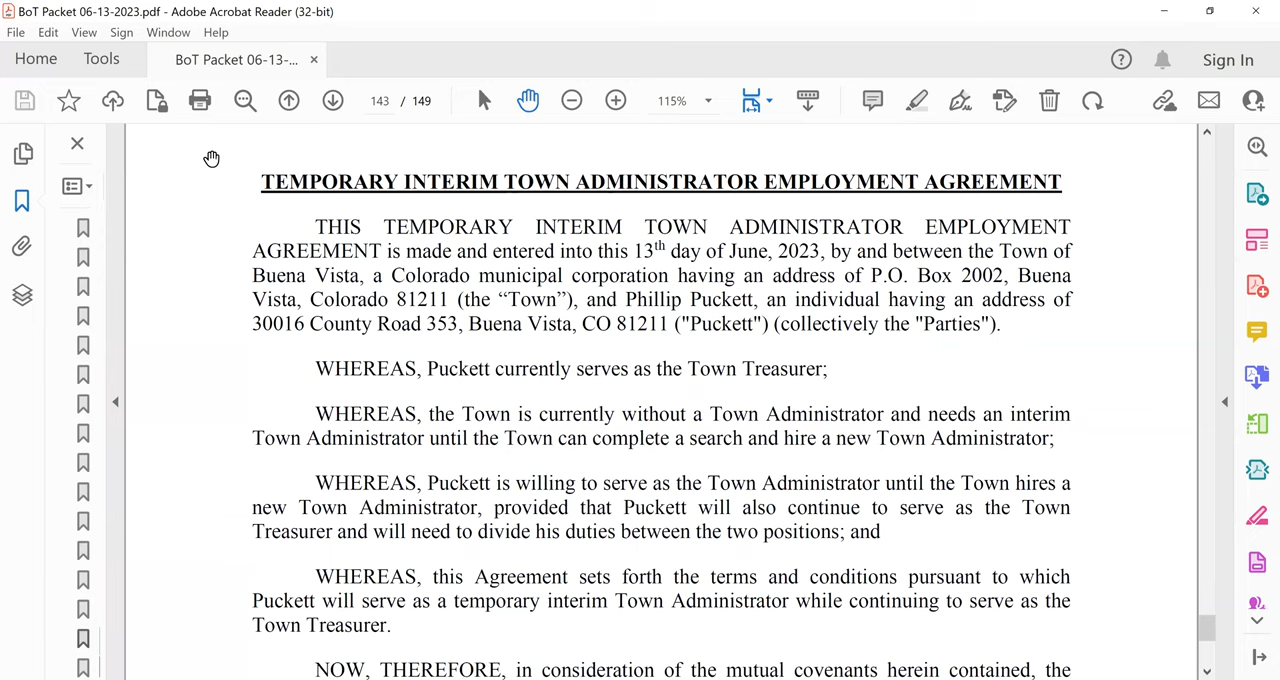 BoT Packet 06-13-2023.pdf - Adobe Acrobat Reader (32-bit)
File Edit View Sign Window Help
Home Tools BoT Packet 06-13-... Sign In
143 / 149 115%
TEMPORARY INTERIM TOWN ADMINISTRATOR EMPLOYMENT AGREEMENT
THIS TEMPORARY INTERIM TOWN ADMINISTRATOR EMPLOYMENT
AGREEMENT is made and entered into this 13th day of June, 2023, by and between the Town of
Buena Vista, a Colorado municipal corporation having an address of P.O. Box 2002, Buena
Vista, Colorado 81211 (the “Town”), and Phillip Puckett, an individual having an address of
30016 County Road 353, Buena Vista, CO 81211 ("Puckett") (collectively the "Parties").
WHEREAS, Puckett currently serves as the Town Treasurer;
WHEREAS, the Town is currently without a Town Administrator and needs an interim
Town Administrator until the Town can complete a search and hire a new Town Administrator;
WHEREAS, Puckett is willing to serve as the Town Administrator until the Town hires a
new Town Administrator, provided that Puckett will also continue to serve as the Town
Treasurer and will need to divide his duties between the two positions; and
WHEREAS, this Agreement sets forth the terms and conditions pursuant to which
Puckett will serve as a temporary interim Town Administrator while continuing to serve as the
Town Treasurer.
NOW, THEREFORE, in consideration of the mutual covenants herein contained, the